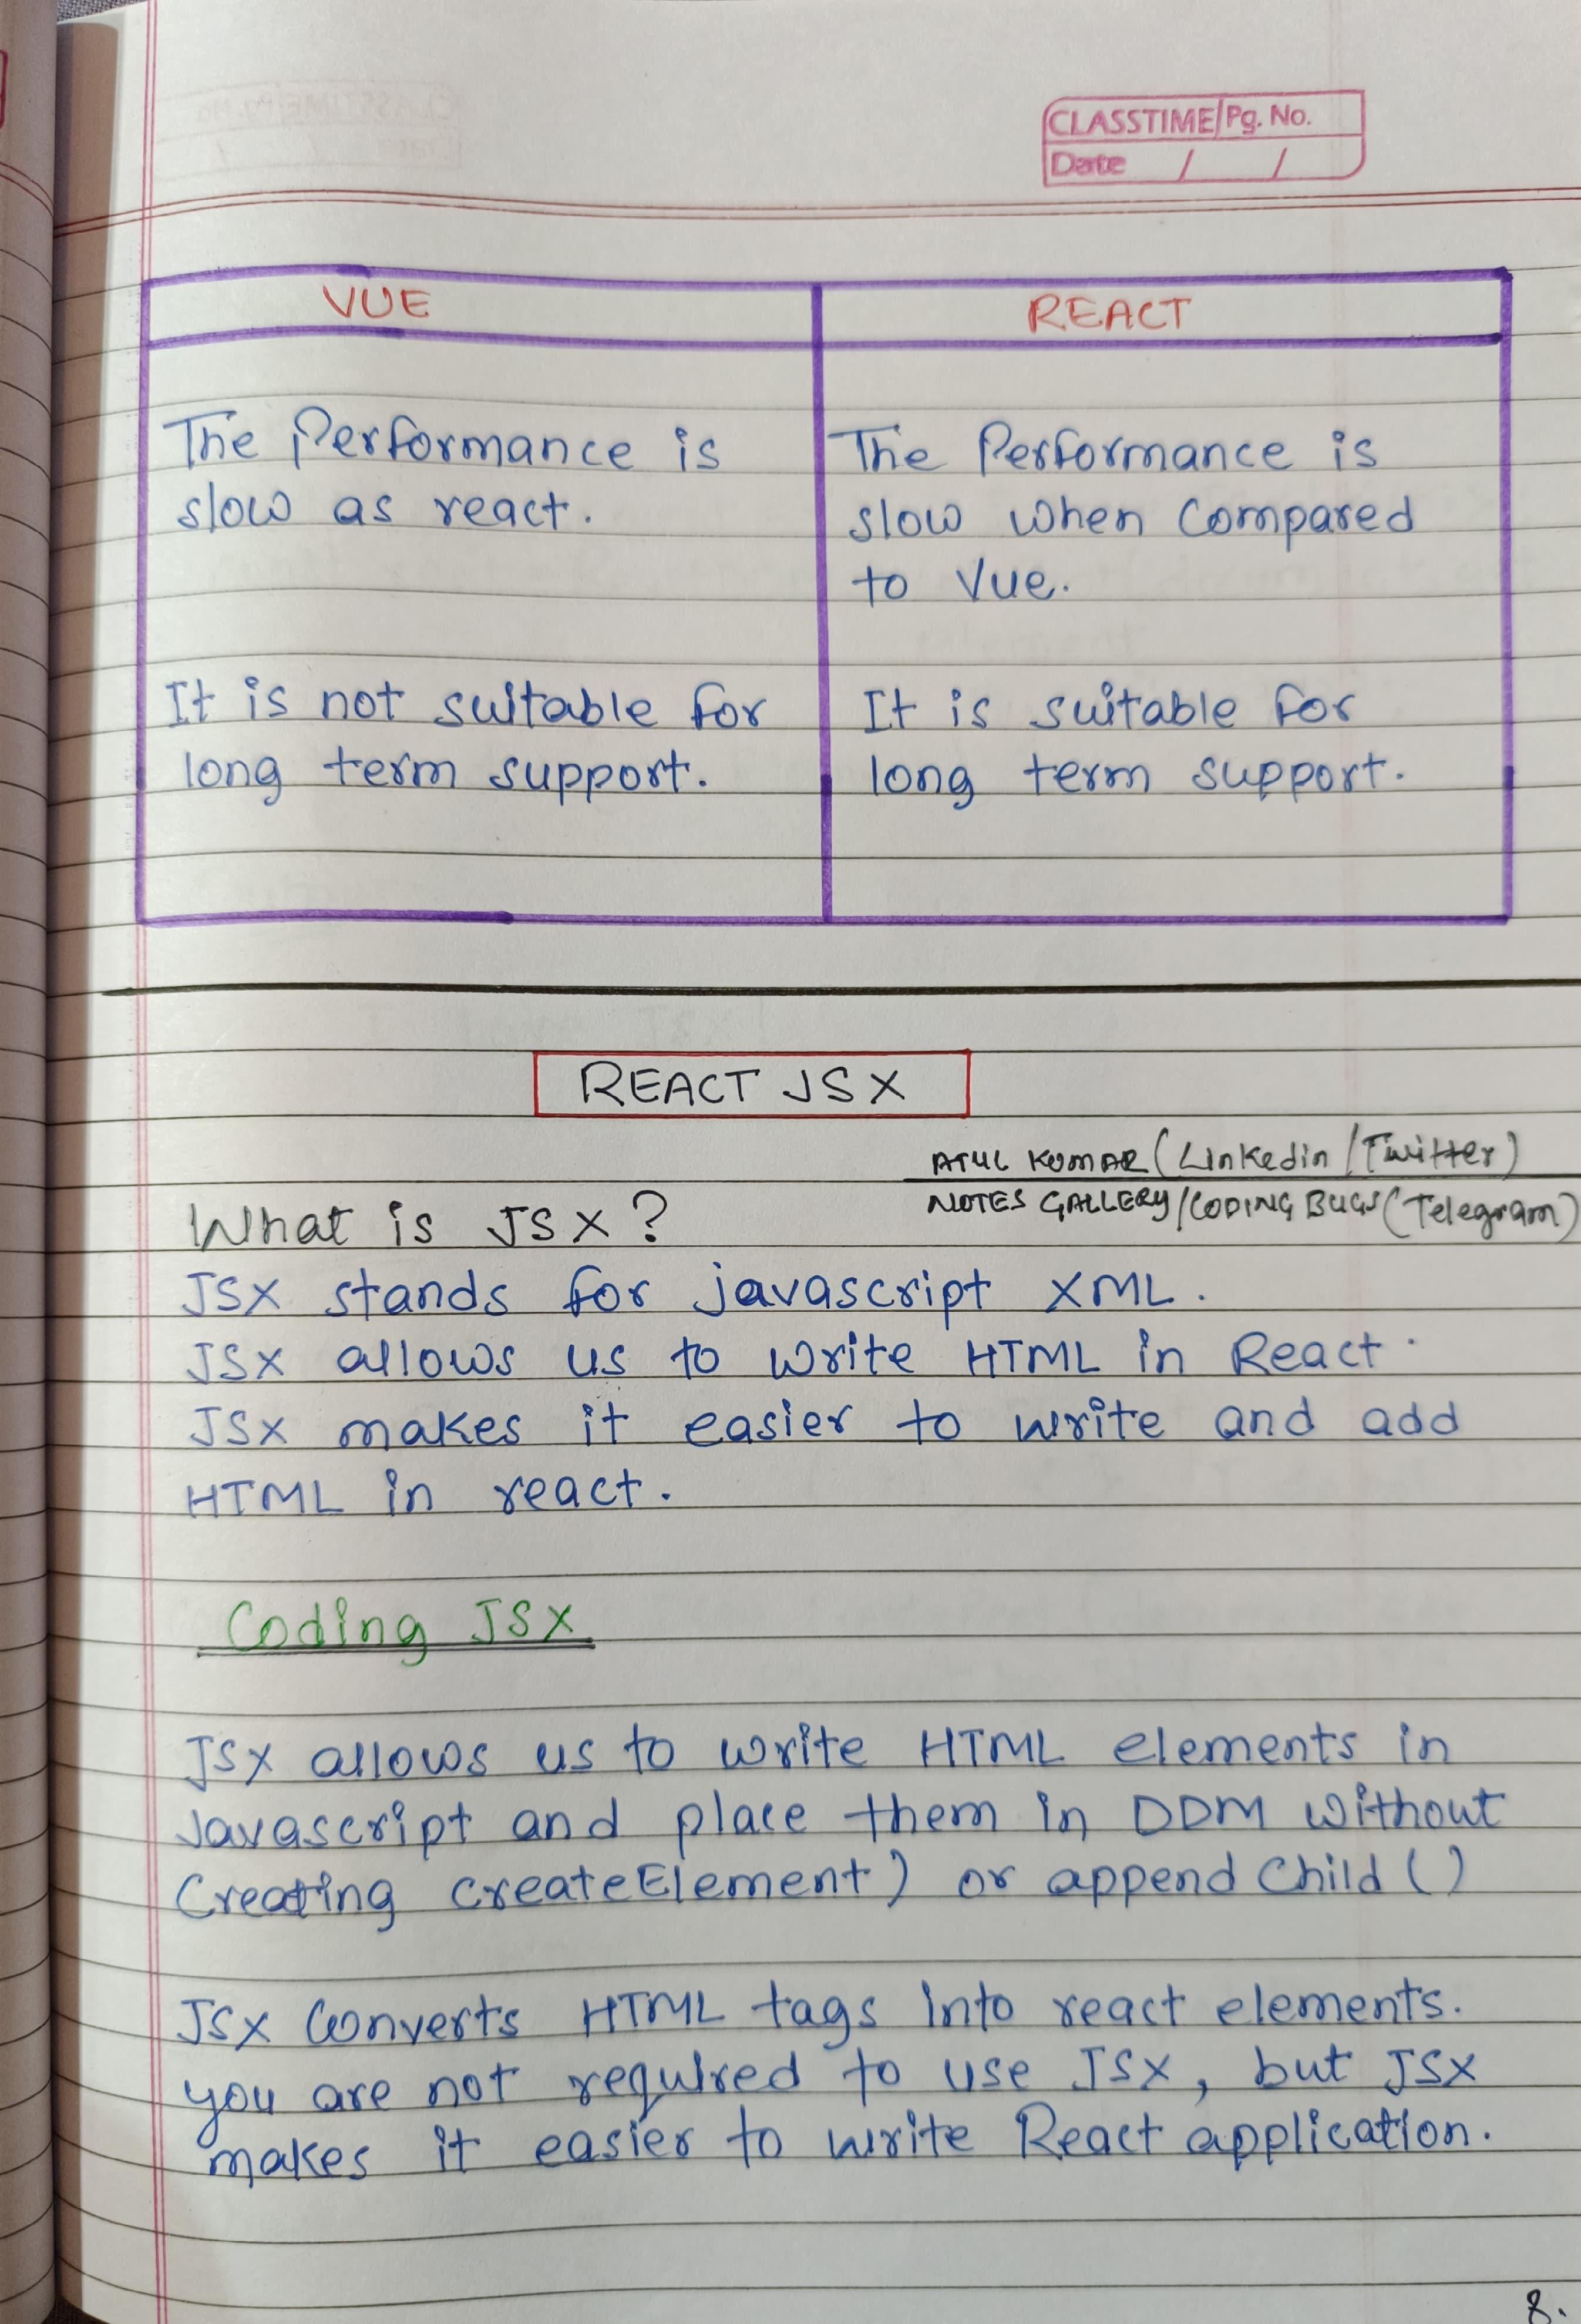 CLASSTIME Pg. No.
Date / /
VUE
REACT
The Performance is
slow as react.
The Performance is
slow when Compared
to Vue.
It is not suitable for
long term support.
It is suitable for
long term support.
REACT JSX
ATUL KUMAR (Linkedin / Twitter)
NOTES GALLERY/CODING BUGS (Telegram)
What is JSX?
JSX stands for javascript XML.
JSX allows us to write HTML in React.
JSX makes it easier to write and add
HTML in react.
Coding JSX
JSX allows us to write HTML elements in
Javascript and place them in DOM without
Creating createElement) or append Child ()
JSX Converts HTML tags into react elements.
you are not required to use JSX, but JSX
makes it easier to write React application.
8.